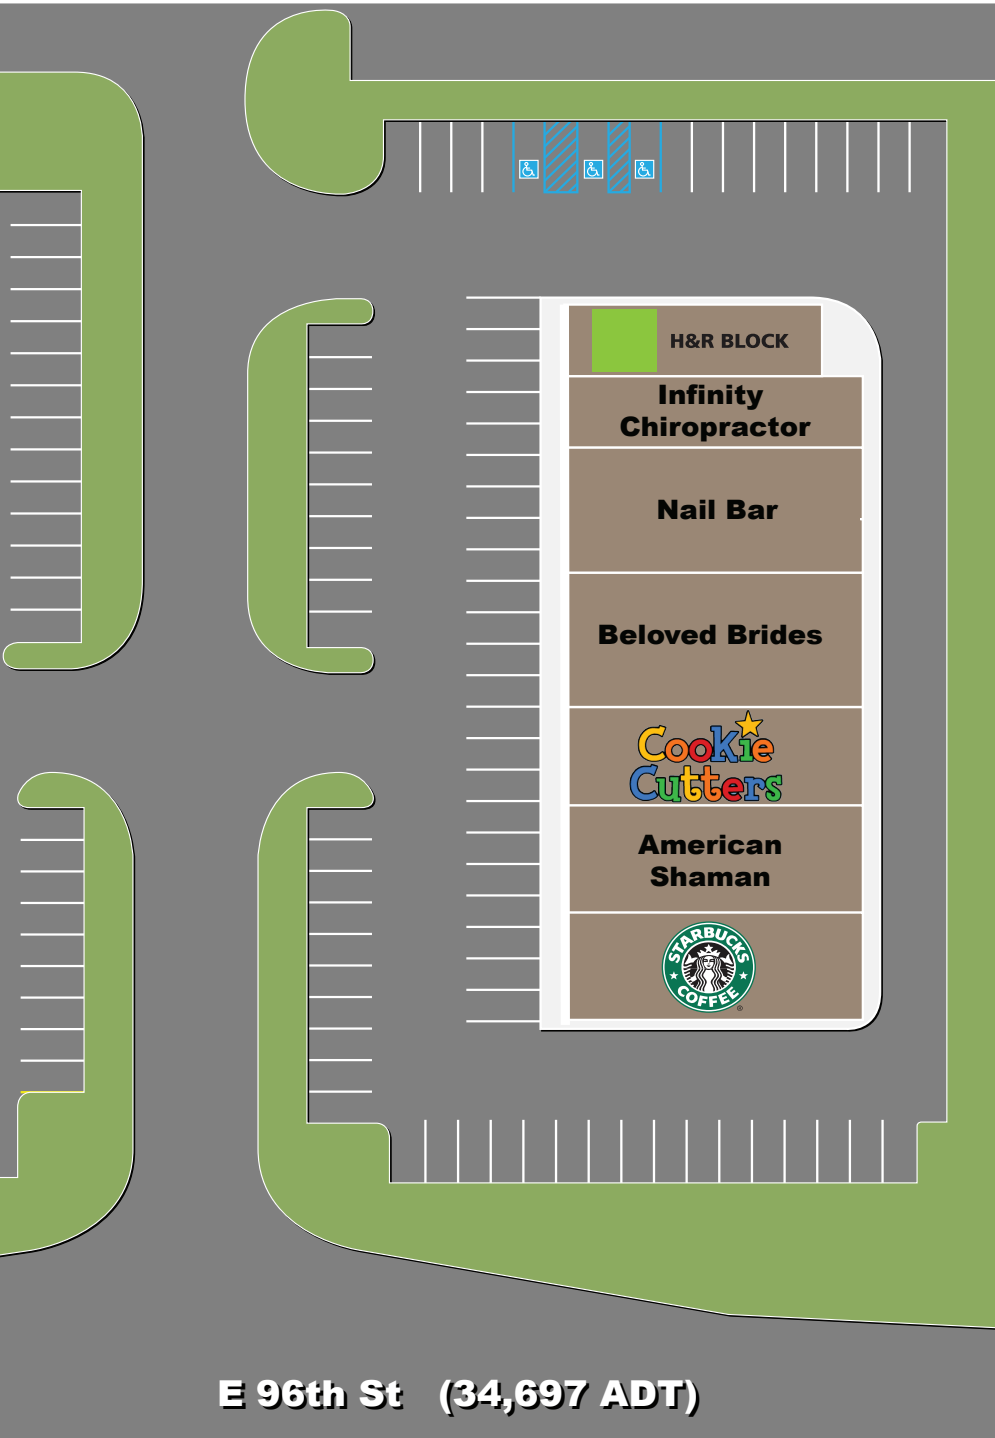 H&R BLOCK
Infinity
Chiropractor
Nail Bar
Beloved Brides
Cookie
Cutters
American
Shaman
STARBUCKS
COFFEE
®
E 96th St (34,697 ADT)